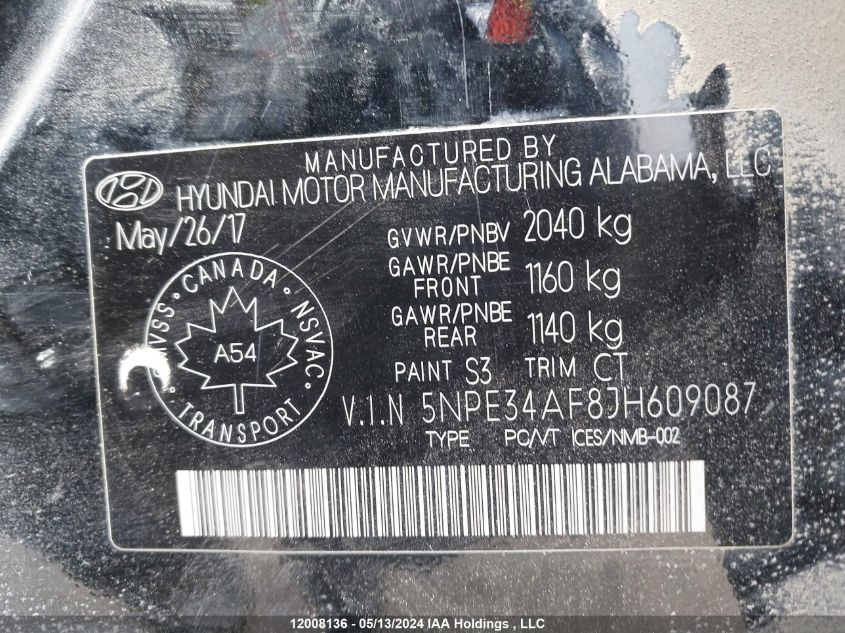 MANUFACTURED BY
HYUNDAI MOTOR MANUFACTURING ALABAMA, LLC
May/26/17
GVWR/PNBV 2040 kg
GAWR/PNBE FRONT 1160 kg
GAWR/PNBE REAR 1140 kg
PAINT S3 TRIM CT
V.I.N 5NPE34AF8JH609087
TYPE PC/VT ICES/NMB-002
CANADA
NSVAC
TRANSPORT
A54
12008136 - 05/13/2024 IAA Holdings , LLC